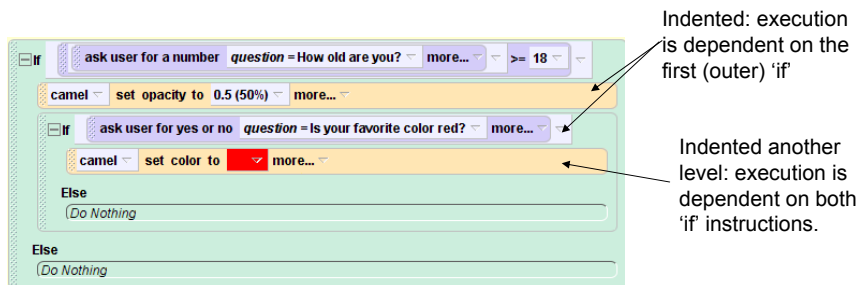 If ask user for a number question = How old are you? more... >= 18
camel set opacity to 0.5 (50%) more...
If ask user for yes or no question = Is your favorite color red? more...
camel set color to more...
Else
(Do Nothing
Else
(Do Nothing
Indented: execution
is dependent on the
first (outer) ‘if’
Indented another
level: execution is
dependent on both
‘if’ instructions.